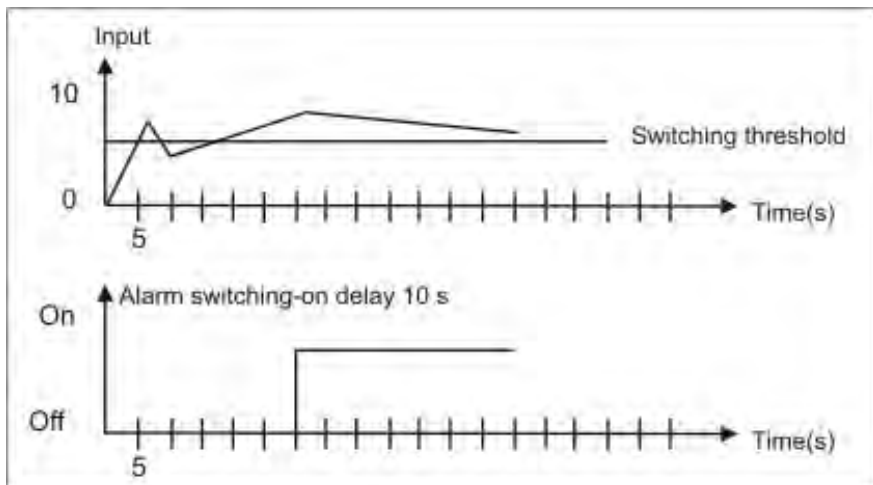 Input
10
Switching threshold
0
Time(s)
5
Alarm switching-on delay 10 s
On
Off
Time(s)
5